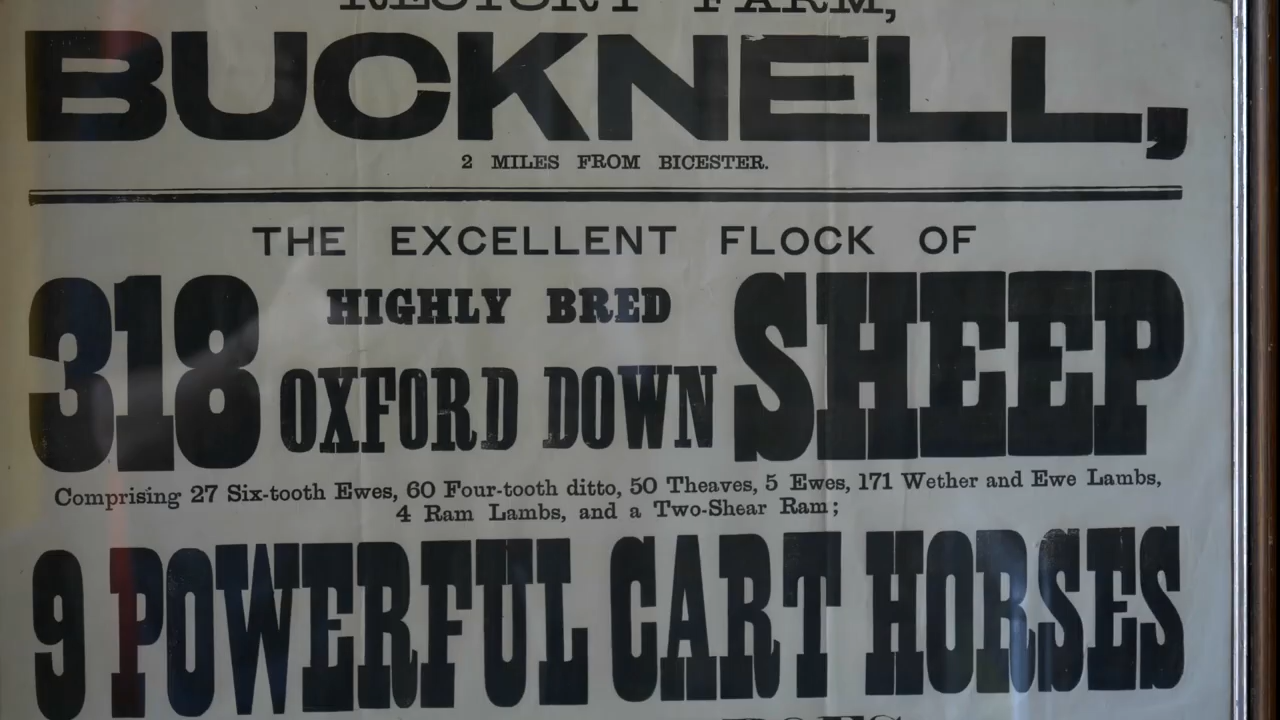 RECTORY FARM,
BUCKNELL,
2 MILES FROM BICESTER.
THE EXCELLENT FLOCK OF
318 HIGHLY BRED OXFORD DOWN SHEEP
Comprising 27 Six-tooth Ewes, 60 Four-tooth ditto, 50 Theaves, 5 Ewes, 171 Wether and Ewe Lambs,
4 Ram Lambs, and a Two-Shear Ram;
9 POWERFUL CART HORSES